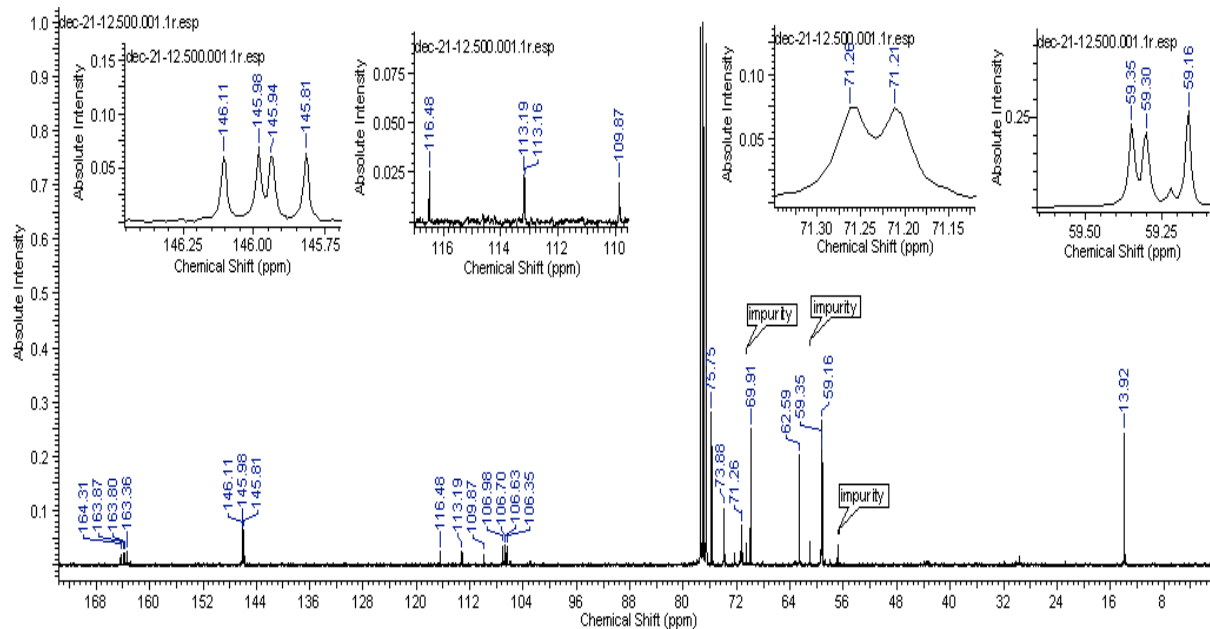 dec-21-12.500.001.1r.esp
Absolute Intensity
1.0
0.9
0.8
0.7
0.6
0.5
0.4
0.3
0.2
0.1
dec-21-12.500.001.1r.esp
Absolute Intensity
0.15
0.10
0.05
146.11
145.98
145.94
145.81
146.25 146.00 145.75
Chemical Shift (ppm)
dec-21-12.500.001.1r.esp
Absolute Intensity
0.075
0.050
0.025
116.48
113.19
113.16
109.87
116 114 112 110
Chemical Shift (ppm)
dec-21-12.500.001.1r.esp
Absolute Intensity
0.10
0.05
71.26
71.21
71.30 71.25 71.20 71.15
Chemical Shift (ppm)
dec-21-12.500.001.1r.esp
Absolute Intensity
0.25
59.35
59.30
59.16
59.50 59.25
Chemical Shift (ppm)
impurity
impurity
impurity
164.31
163.87
163.80
163.36
146.11
145.98
145.81
116.48
113.19
109.87
106.98
106.70
106.63
106.35
75.75
73.88
71.26
69.91
62.59
59.35
59.16
13.92
168 160 152 144 136 128 120 112 104 96 88 80 72 64 56 48 40 32 24 16 8 0
Chemical Shift (ppm)